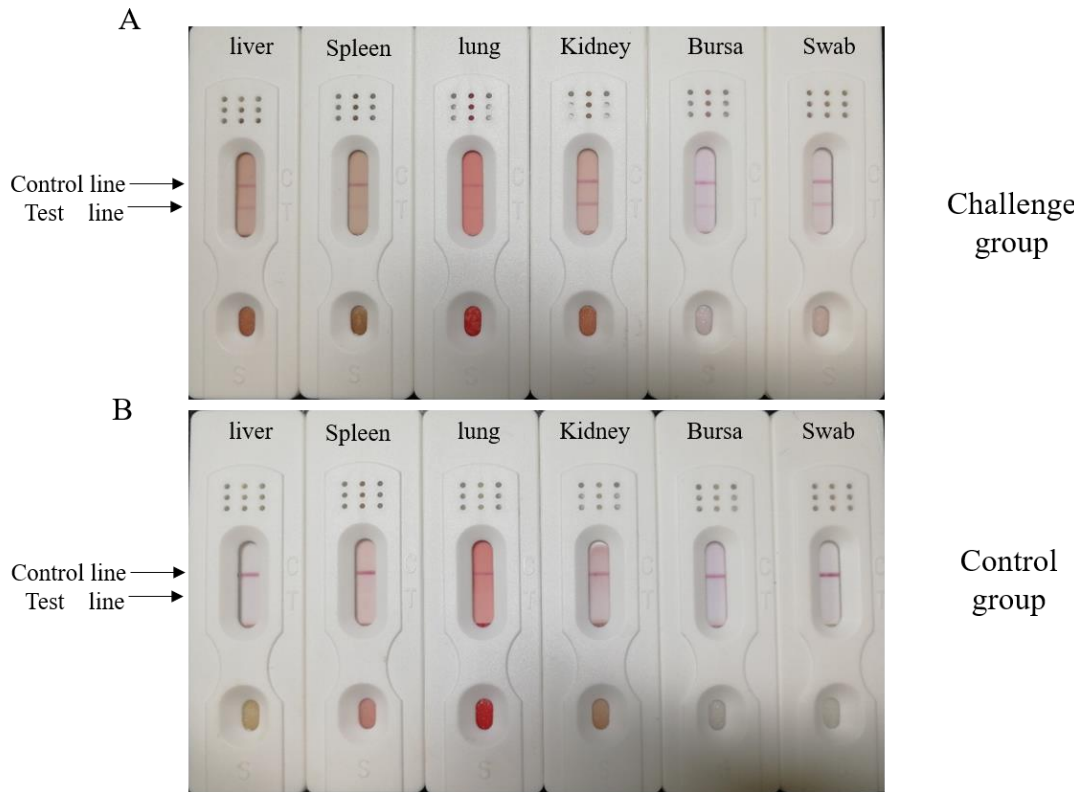 A
liver Spleen lung Kidney Bursa Swab
C C C C C C
Control line
Test line
T T T T T T
Challenge
group
S S S S S S
B
liver Spleen lung Kidney Bursa Swab
C C C C C C
Control line
Test line
T T T T T T
Control
group
S S S S S S